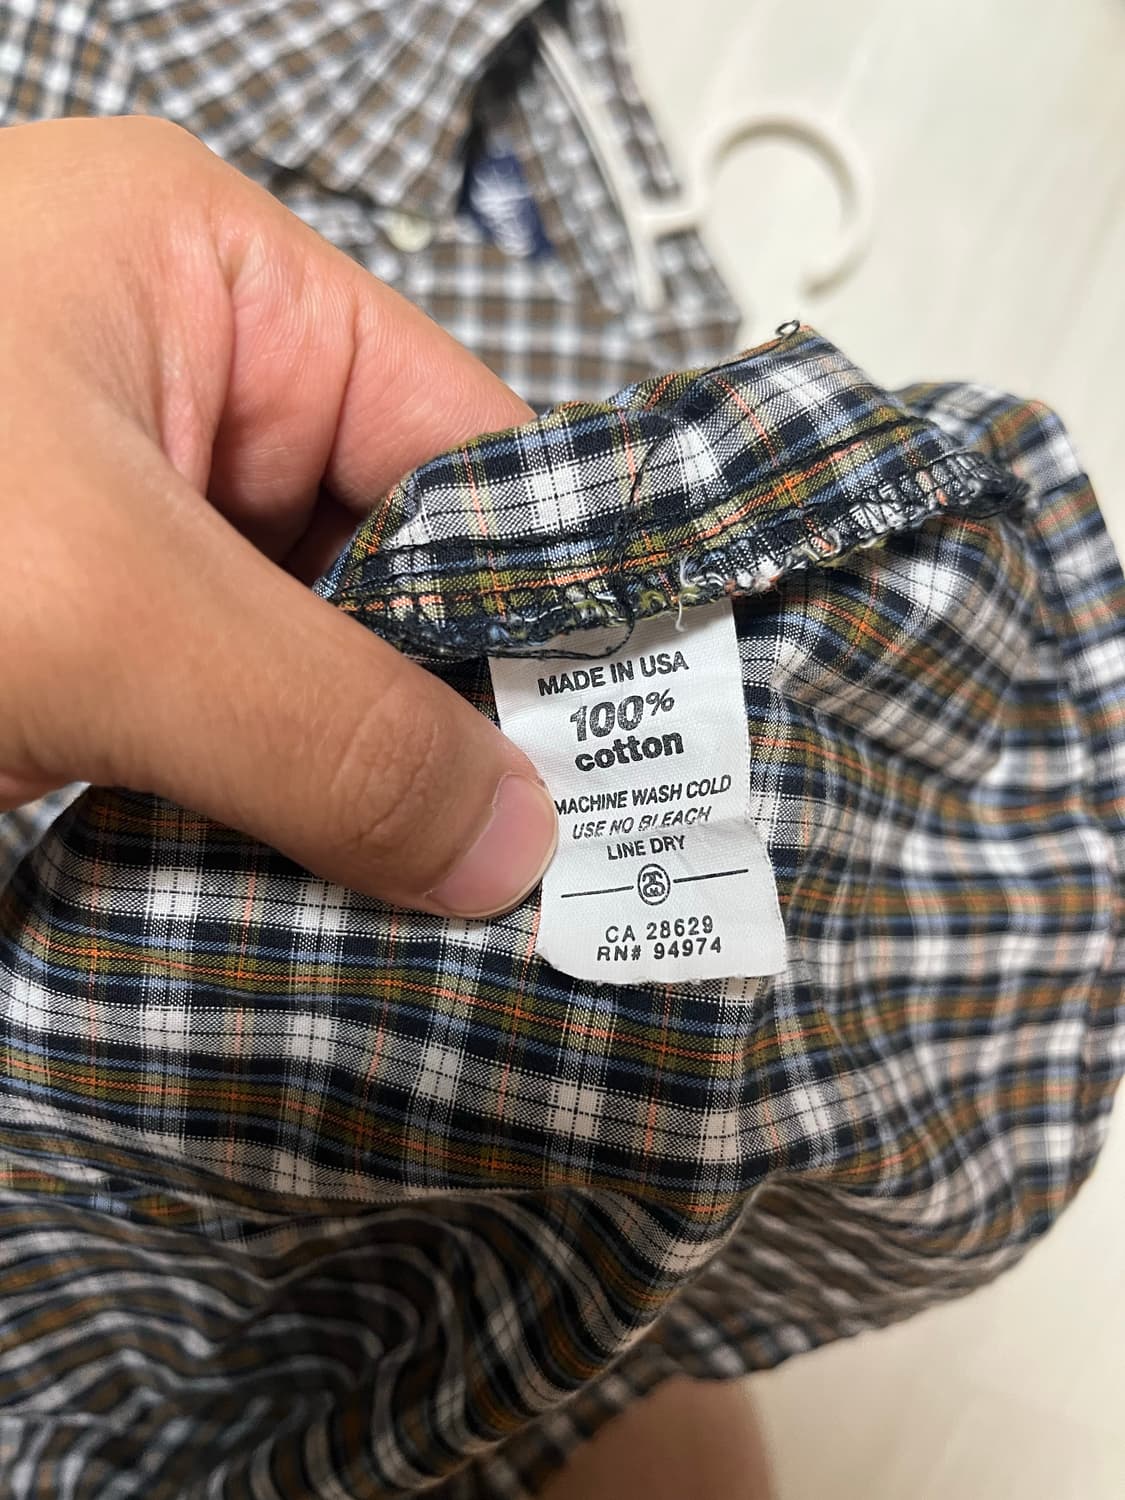 MADE IN USA
100%
cotton
MACHINE WASH COLD
USE NO BLEACH
LINE DRY
CA 28629
RN# 94974